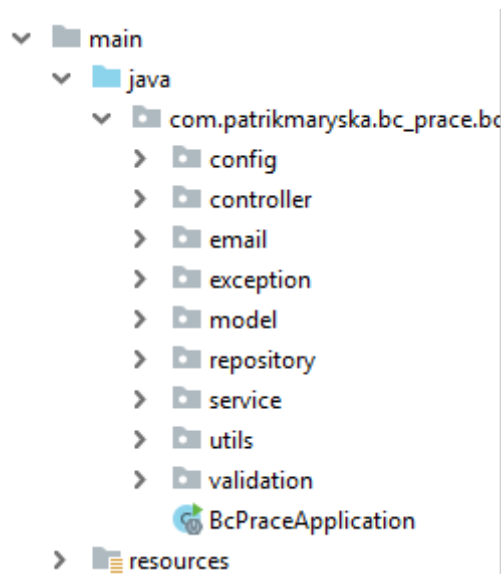 main
java
com.patrikmaryska.bc_prace.bc
config
controller
email
exception
model
repository
service
utils
validation
BcPraceApplication
resources